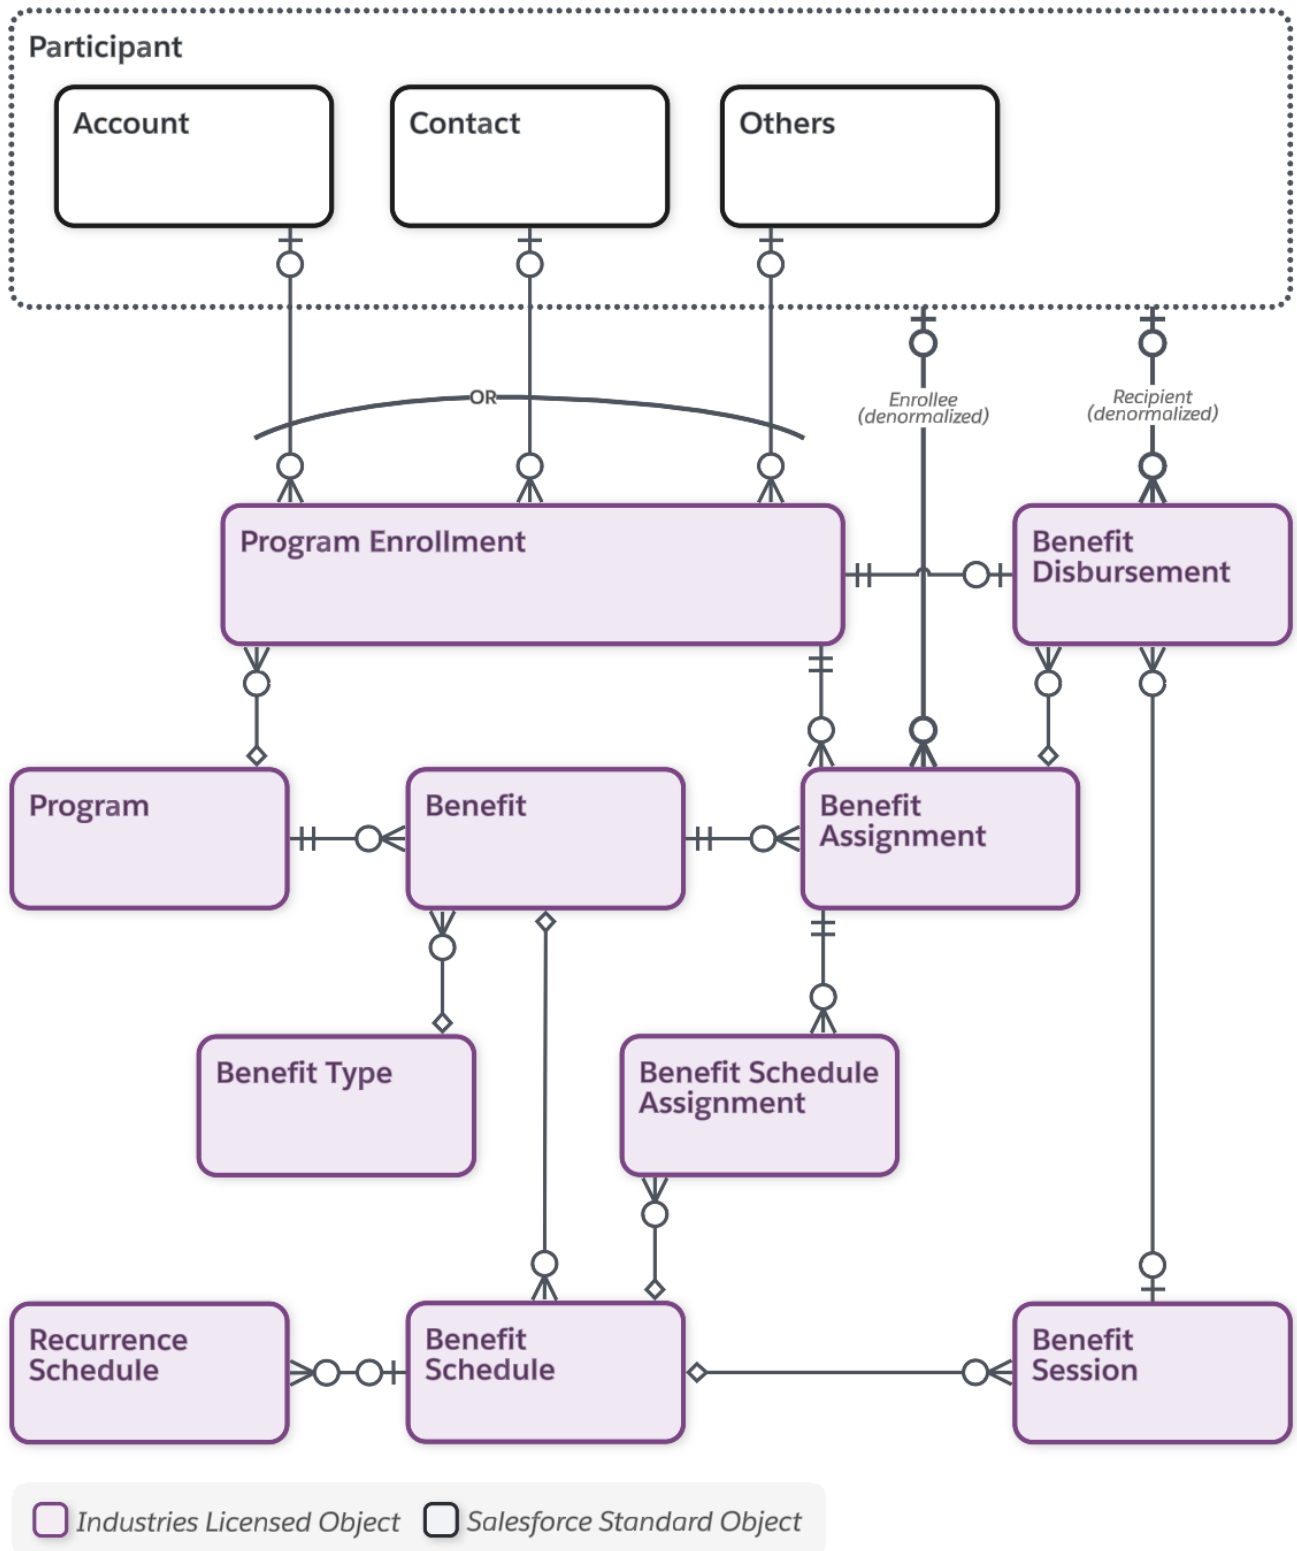 Participant
Account
Contact
Others
OR
Enrollee
(denormalized)
Recipient
(denormalized)
Program Enrollment
Benefit
Disbursement
Program
Benefit
Benefit
Assignment
Benefit Type
Benefit Schedule
Assignment
Recurrence
Schedule
Benefit
Schedule
Benefit
Session
Industries Licensed Object
Salesforce Standard Object